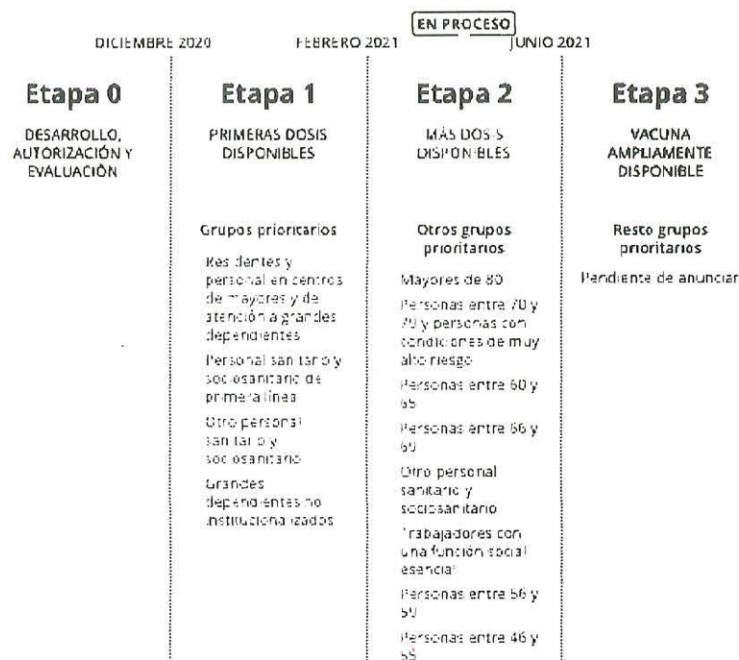 EN PROCESO
DICIEMBRE 2020
FEBRERO 2021
JUNIO 2021
Etapa 0
DESARROLLO,
AUTORIZACIÓN Y
EVALUACIÓN
Etapa 1
PRIMERAS DOSIS
DISPONIBLES
Grupos prioritarios
Residentes y
personal en centros
de mayores y de
atención a grandes
dependientes
Personal sanitario y
sociosanitario de
primera línea
Otro personal
sanitario y
sociosanitario
Grandes
dependientes no
institucionalizados
Etapa 2
MÁS DOSIS
DISPONIBLES
Otros grupos
prioritarios
Mayores de 80
Personas entre 70 y
79 y personas con
condiciones de muy
alto riesgo
Personas entre 60 y
65
Personas entre 66 y
69
Otro personal
sanitario y
sociosanitario
Trabajadores con
una función social
esencial
Personas entre 56 y
59
Personas entre 46 y
55
Etapa 3
VACUNA
AMPLIAMENTE
DISPONIBLE
Resto grupos
prioritarios
Pendiente de anunciar